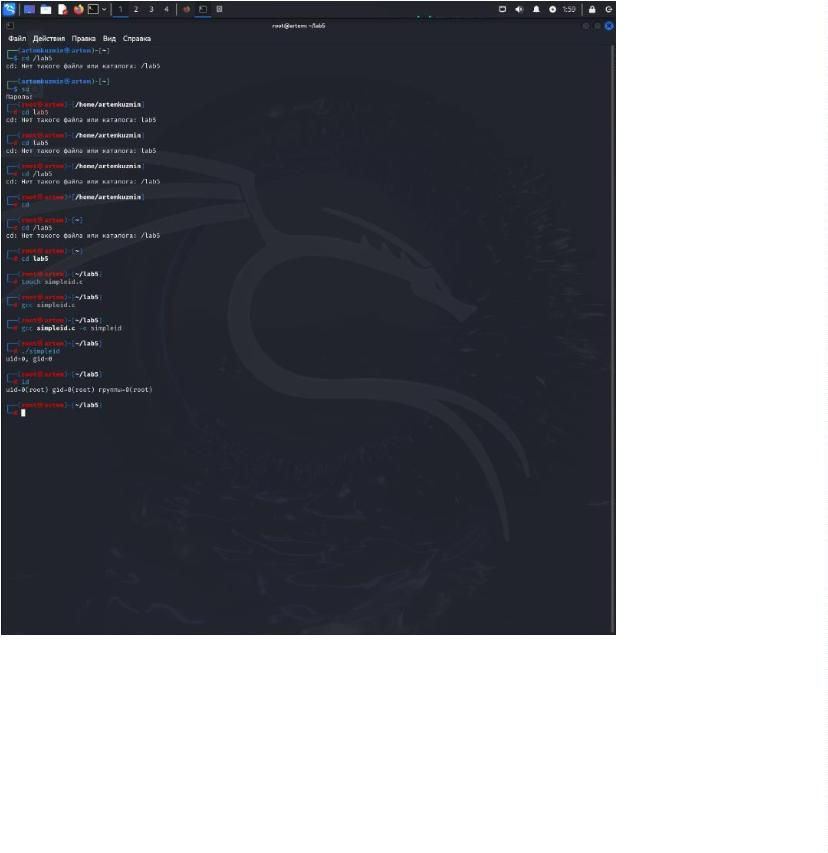 1 2 3 4 1:59
root@artem: ~/lab5
Файл Действия Правка Вид Справка
(artemkuzmin㉿artem)-[~]
$ cd /lab5
cd: Нет такого файла или каталога: /lab5
(artemkuzmin㉿artem)-[~]
$ su
Пароль:
(root㉿artem)-[/home/artemkuzmin]
# cd lab5
cd: Нет такого файла или каталога: lab5
(root㉿artem)-[/home/artemkuzmin]
# cd lab5
cd: Нет такого файла или каталога: lab5
(root㉿artem)-[/home/artemkuzmin]
# cd /lab5
cd: Нет такого файла или каталога: /lab5
(root㉿artem)-[/home/artemkuzmin]
# cd
(root㉿artem)-[~]
# cd /lab5
cd: Нет такого файла или каталога: /lab5
(root㉿artem)-[~]
# cd lab5
(root㉿artem)-[~/lab5]
# touch simpleid.c
(root㉿artem)-[~/lab5]
# gcc simpleid.c
(root㉿artem)-[~/lab5]
# gcc simpleid.c -o simpleid
(root㉿artem)-[~/lab5]
# ./simpleid
uid=0, gid=0
(root㉿artem)-[~/lab5]
# id
uid=0(root) gid=0(root) группы=0(root)
(root㉿artem)-[~/lab5]
#